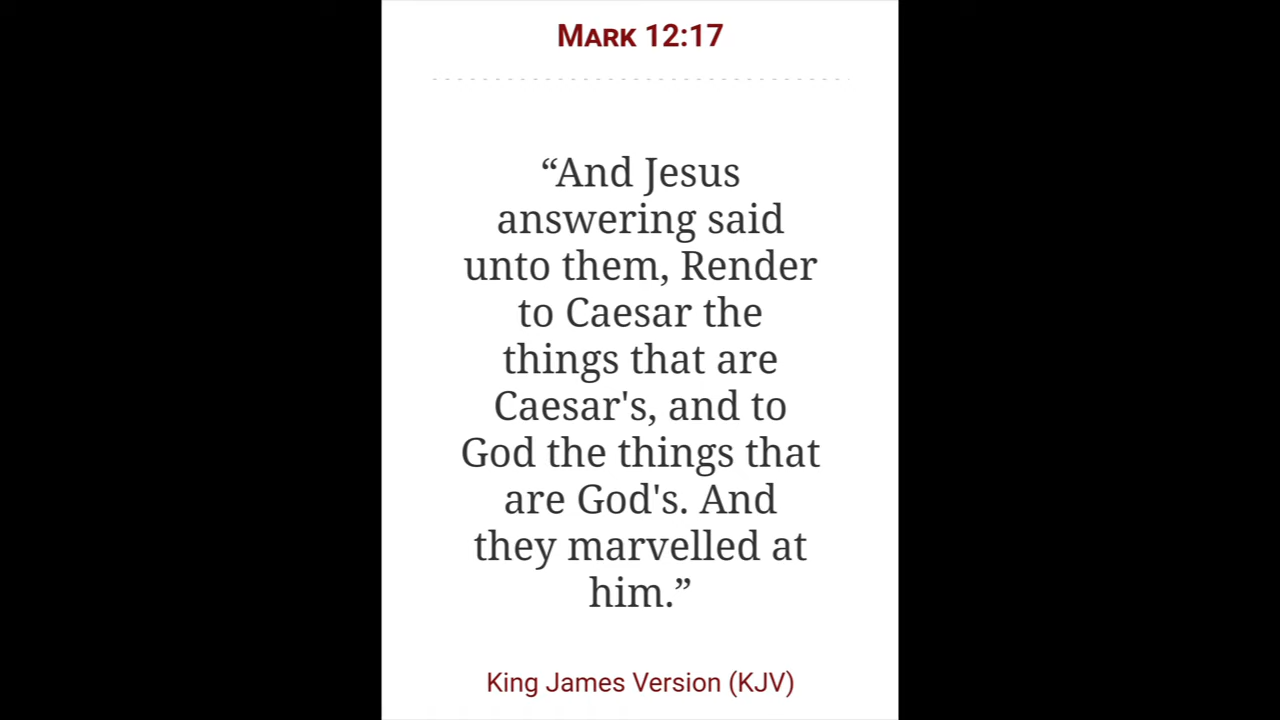 Mark 12:17
“And Jesus
answering said
unto them, Render
to Caesar the
things that are
Caesar's, and to
God the things that
are God's. And
they marvelled at
him.”
King James Version (KJV)